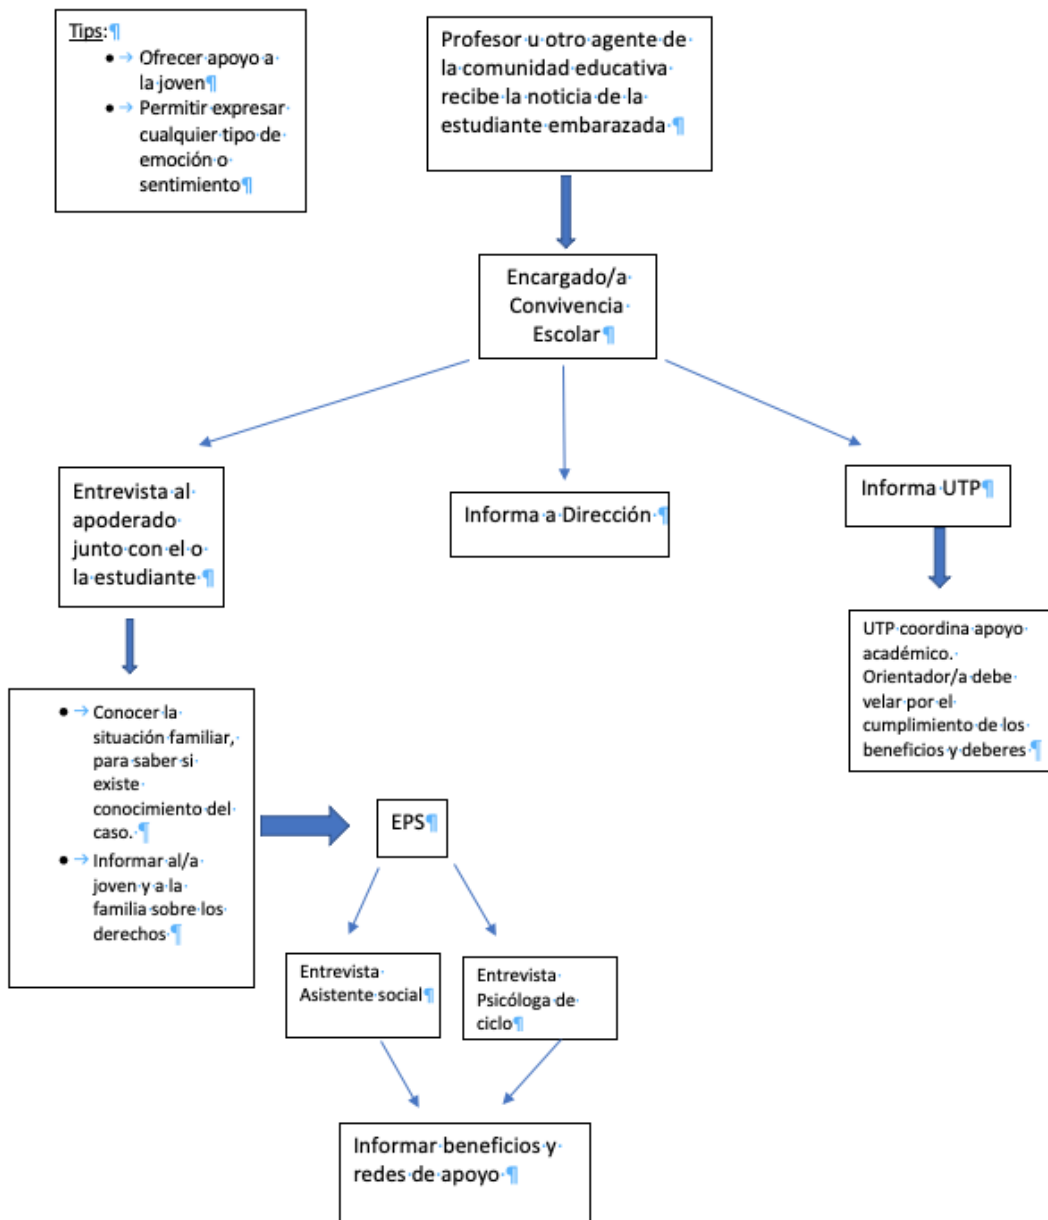 Tips:¶
● → Ofrecer·apoyo·a·
la·joven¶
● → Permitir·expresar·
cualquier·tipo·de·
emoción·o·
sentimiento¶
Profesor·u·otro·agente·de·
la·comunidad·educativa·
recibe·la·noticia·de·la·
estudiante·embarazada·¶
Encargado/a·
Convivencia·
Escolar¶
Entrevista·al·
apoderado·
junto·con·el·o·
la·estudiante·¶
Informa·a·Dirección·¶
Informa·UTP¶
UTP·coordina·apoyo·
académico.·
Orientador/a·debe·
velar·por·el·
cumplimiento·de·los·
beneficios·y·deberes·¶
● → Conocer·la·
situación·familiar,·
para·saber·si·
existe·
conocimiento·del·
caso.·¶
● → Informar·al/a·
joven·y·a·la·
familia·sobre·los·
derechos·¶
EPS¶
Entrevista·
Asistente·social¶
Entrevista·
Psicóloga·de·
ciclo¶
Informar·beneficios·y·
redes·de·apoyo·¶